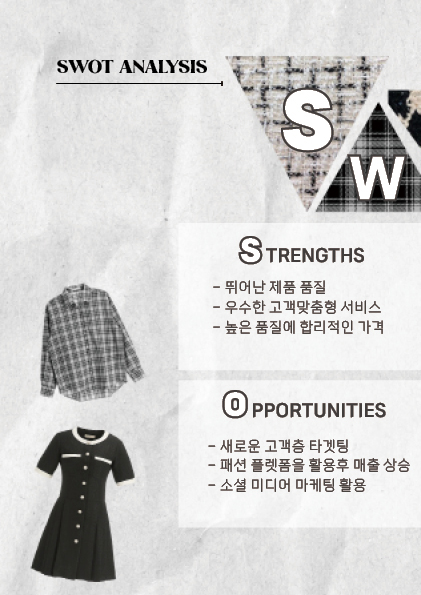 SWOT ANALYSIS
S
W
STRENGTHS
- 뛰어난 제품 품질
- 우수한 고객맞춤형 서비스
- 높은 품질에 합리적인 가격
OPPORTUNITIES
- 새로운 고객층 타겟팅
- 패션 플렛폼을 활용후 매출 상승
- 소셜 미디어 마케팅 활용